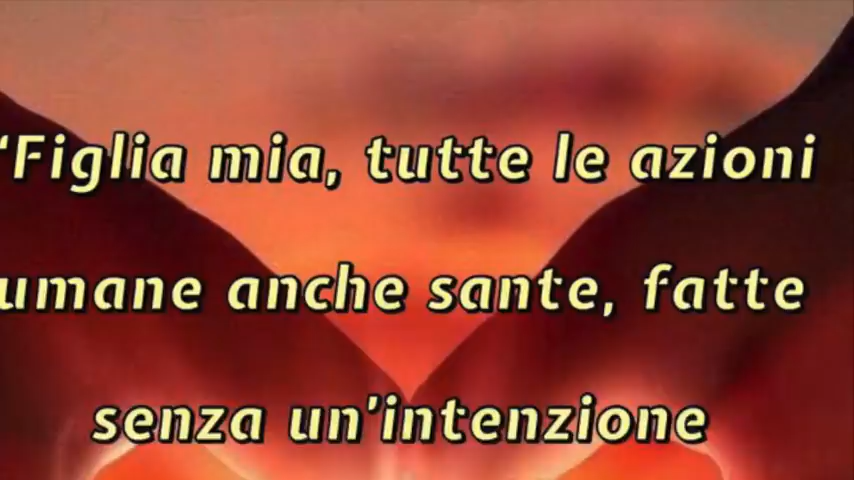 “Figlia mia, tutte le azioni
umane anche sante, fatte
senza un'intenzione